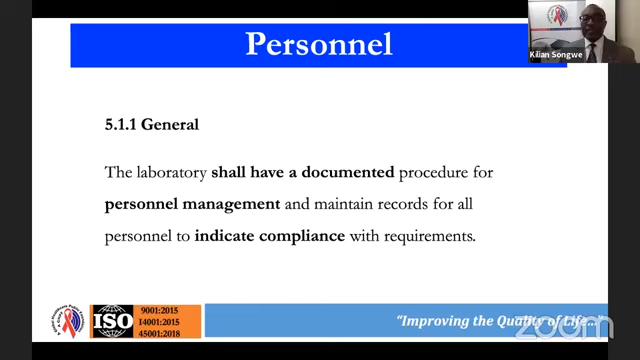 Personnel
Kilian Songwe
5.1.1 General
The laboratory shall have a documented procedure for
personnel management and maintain records for all
personnel to indicate compliance with requirements.
ISO
9001:2015
14001:2015
45001:2018
“Improving the Quality of Life...”
zoom